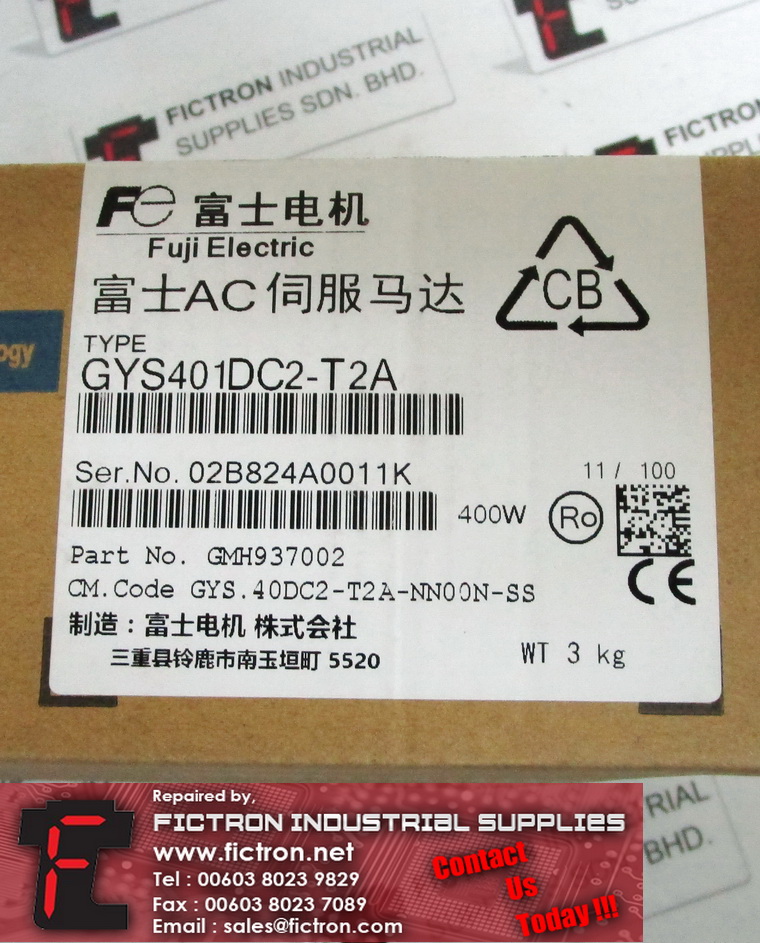 FICTRON INDUSTRIAL
SUPPLIES SDN. BHD.
FICTRON
Fe 富士电机
Fuji Electric
富士AC伺服马达
CB
ogy
TYPE
GYS401DC2-T2A
Ser.No. 02B824A0011K
11 / 100
400W
Ro
Part No. GMH937002
CE
CM.Code GYS.40DC2-T2A-NN00N-SS
制造：富士电机 株式会社
三重县铃鹿市南玉垣町 5520
WT 3 kg
RIAL
BHD.
Repaired by,
FICTRON INDUSTRIAL SUPPLIES
www.fictron.net
Tel : 00603 8023 9829
Fax : 00603 8023 7089
Email : sales@fictron.com
Contact
Us
Today !!!